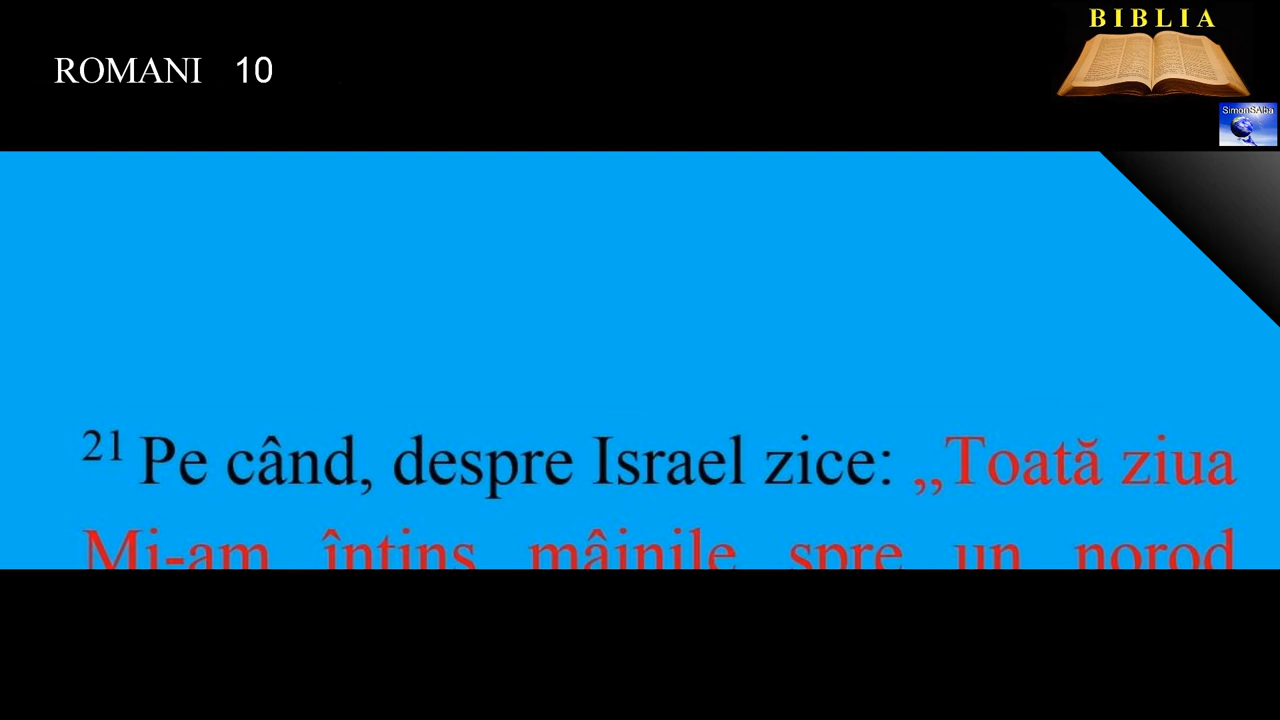 BIBLIA
ROMANI 10
SimonSAlba
21 Pe când, despre Israel zice: ,,Toată ziua
Mi-am întins mâinile spre un norod